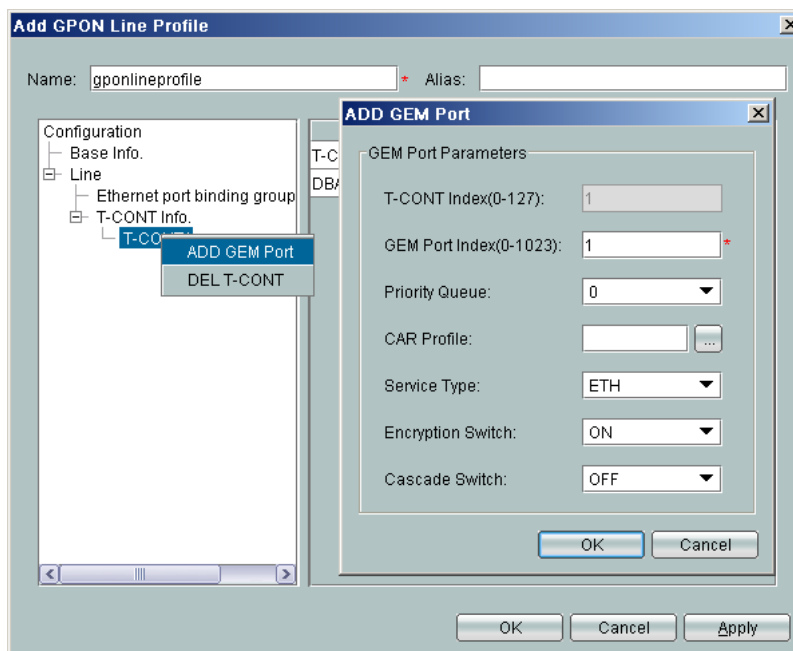 Add GPON Line Profile
Name: gponlineprofile * Alias:
Configuration
Base Info.
Line
Ethernet port binding group
T-CONT Info.
ADD GEM Port
DEL T-CONT
ADD GEM Port
GEM Port Parameters
T-CONT Index(0-127): 1
GEM Port Index(0-1023): 1 *
Priority Queue: 0
CAR Profile: ...
Service Type: ETH
Encryption Switch: ON
Cascade Switch: OFF
OK Cancel
OK Cancel Apply